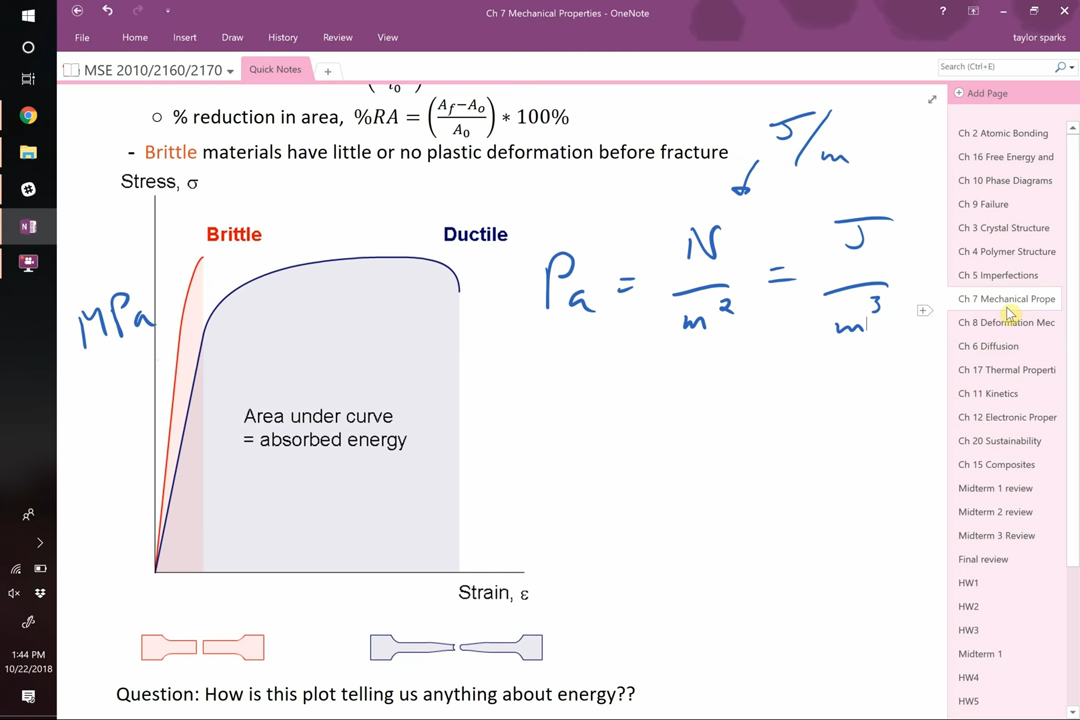 Ch 7 Mechanical Properties - OneNote
?
taylor sparks
File Home Insert Draw History Review View
MSE 2010/2160/2170
Quick Notes
Search (Ctrl+E)
Add Page
Ch 2 Atomic Bonding
Ch 16 Free Energy and
Ch 10 Phase Diagrams
Ch 9 Failure
Ch 3 Crystal Structure
Ch 4 Polymer Structure
Ch 5 Imperfections
Ch 7 Mechanical Prope
Ch 8 Deformation Mec
Ch 6 Diffusion
Ch 17 Thermal Properti
Ch 11 Kinetics
Ch 12 Electronic Proper
Ch 20 Sustainability
Ch 15 Composites
Midterm 1 review
Midterm 2 review
Midterm 3 Review
Final review
HW1
HW2
HW3
Midterm 1
HW4
HW5
○ % reduction in area, %RA = (A_f−A_o / A_0) * 100%
- Brittle materials have little or no plastic deformation before fracture
J/m
Stress, σ
Brittle
Ductile
Pa = N/m² = J/m³
MPa
Area under curve
= absorbed energy
Strain, ε
Question: How is this plot telling us anything about energy??
1:44 PM
10/22/2018